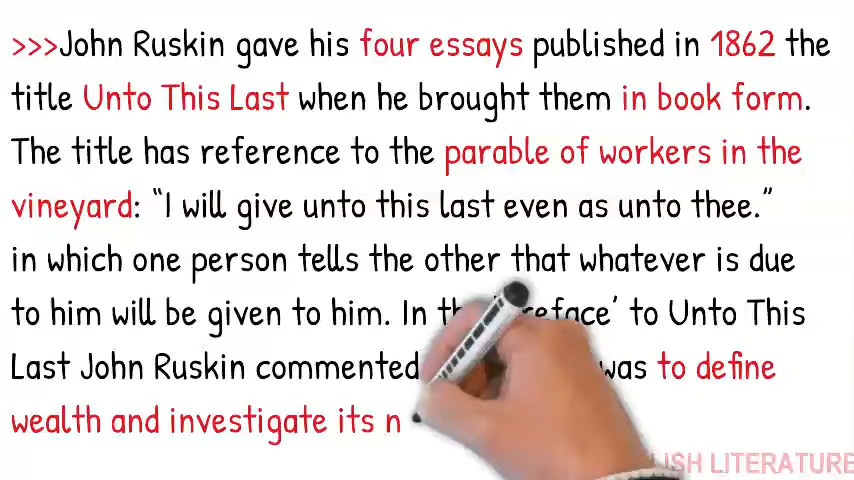 >>>John Ruskin gave his four essays published in 1862 the
title Unto This Last when he brought them in book form.
The title has reference to the parable of workers in the
vineyard: “I will give unto this last even as unto thee.”
in which one person tells the other that whatever is due
to him will be given to him. In eface’ to Unto This
Last John Ruskin commented was to define
wealth and investigate its n
LISH LITERATURE